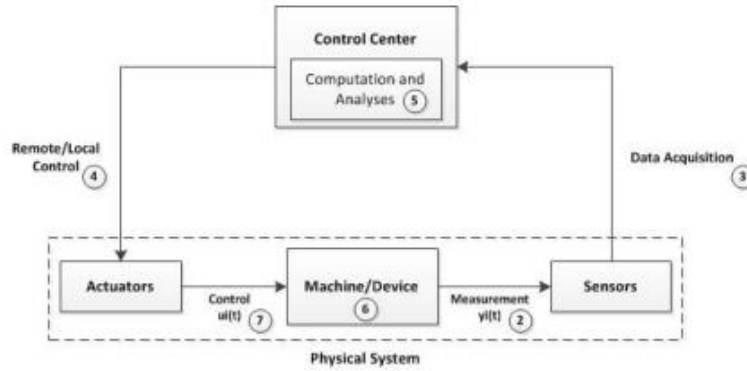 Control Center
Computation and
Analyses 5
Remote/Local
Control 4
Data Acquisition
3
Actuators
Control
ui(t) 7
Machine/Device
6
Measurement
yi(t) 2
Sensors
Physical System